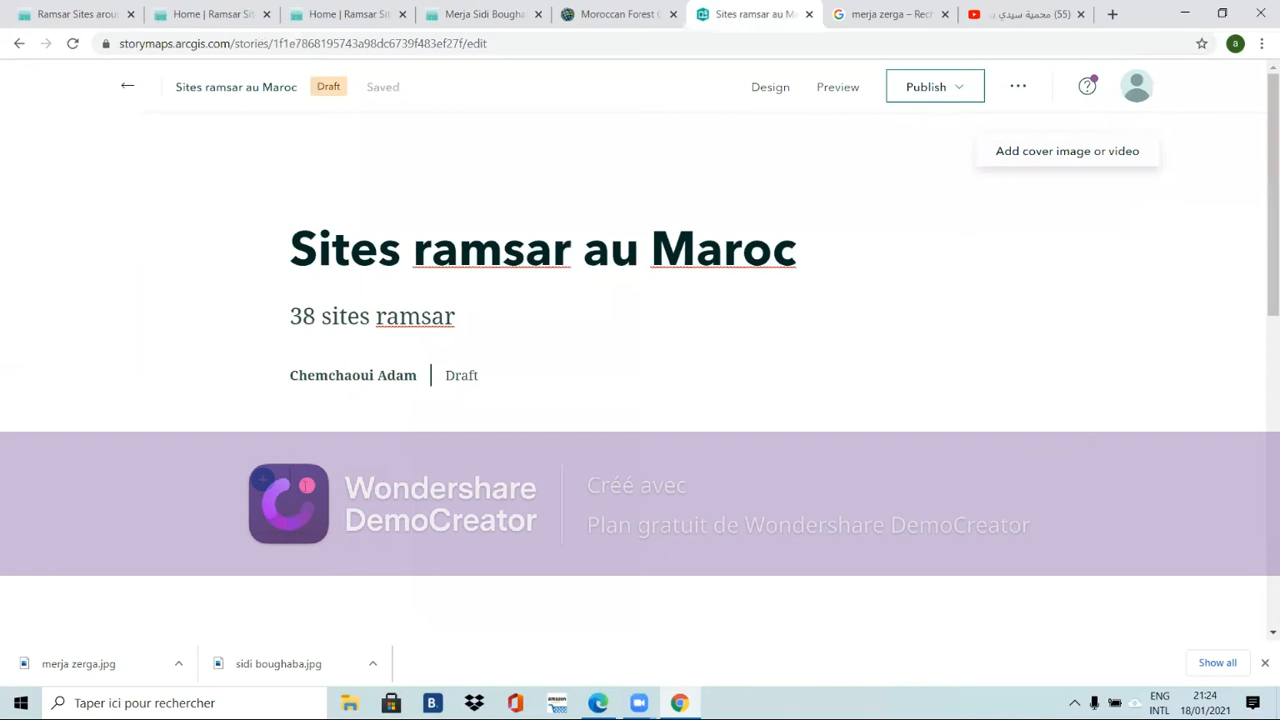 Ramsar Sites arou
Home | Ramsar Sit
Home | Ramsar Sit
Merja Sidi Bougha
Moroccan Forest G
Sites ramsar au M
merja zerga – Rec
(55) محمية سيدي ب
storymaps.arcgis.com/stories/1f1e7868195743a98dc6739f483ef27f/edit
a
Sites ramsar au Maroc
Draft
Saved
Design
Preview
Publish
Add cover image or video
Sites ramsar au Maroc
38 sites ramsar
Chemchaoui Adam
Draft
Wondershare
DemoCreator
Créé avec
Plan gratuit de Wondershare DemoCreator
merja zerga.jpg
sidi boughaba.jpg
Show all
Taper ici pour rechercher
B.
amazon
ENG
INTL
21:24
18/01/2021